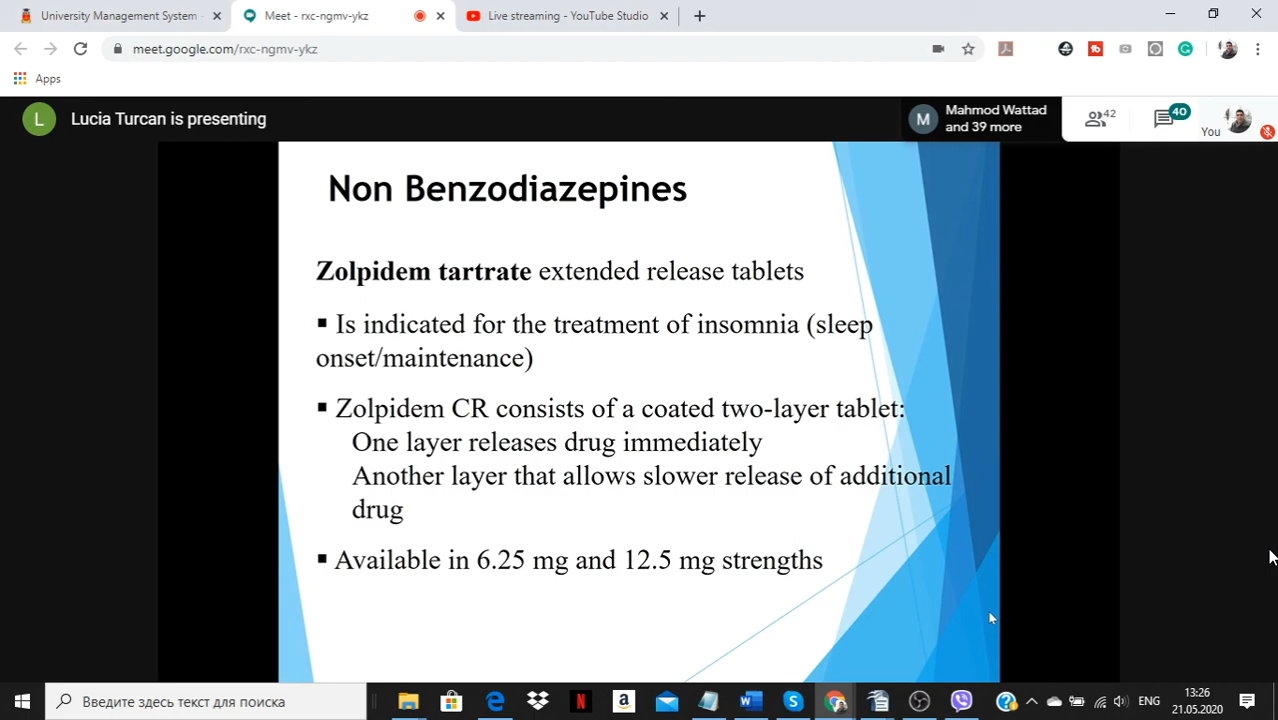 University Management System -
Meet - rxc-ngmv-ykz
Live streaming - YouTube Studio
meet.google.com/rxc-ngmv-ykz
Apps
L
Lucia Turcan is presenting
M
Mahmod Wattad
and 39 more
42
40
You
Non Benzodiazepines
Zolpidem tartrate extended release tablets
▪ Is indicated for the treatment of insomnia (sleep
onset/maintenance)
▪ Zolpidem CR consists of a coated two-layer tablet:
One layer releases drug immediately
Another layer that allows slower release of additional
drug
▪ Available in 6.25 mg and 12.5 mg strengths
Введите здесь текст для поиска
ENG
13:26
21.05.2020